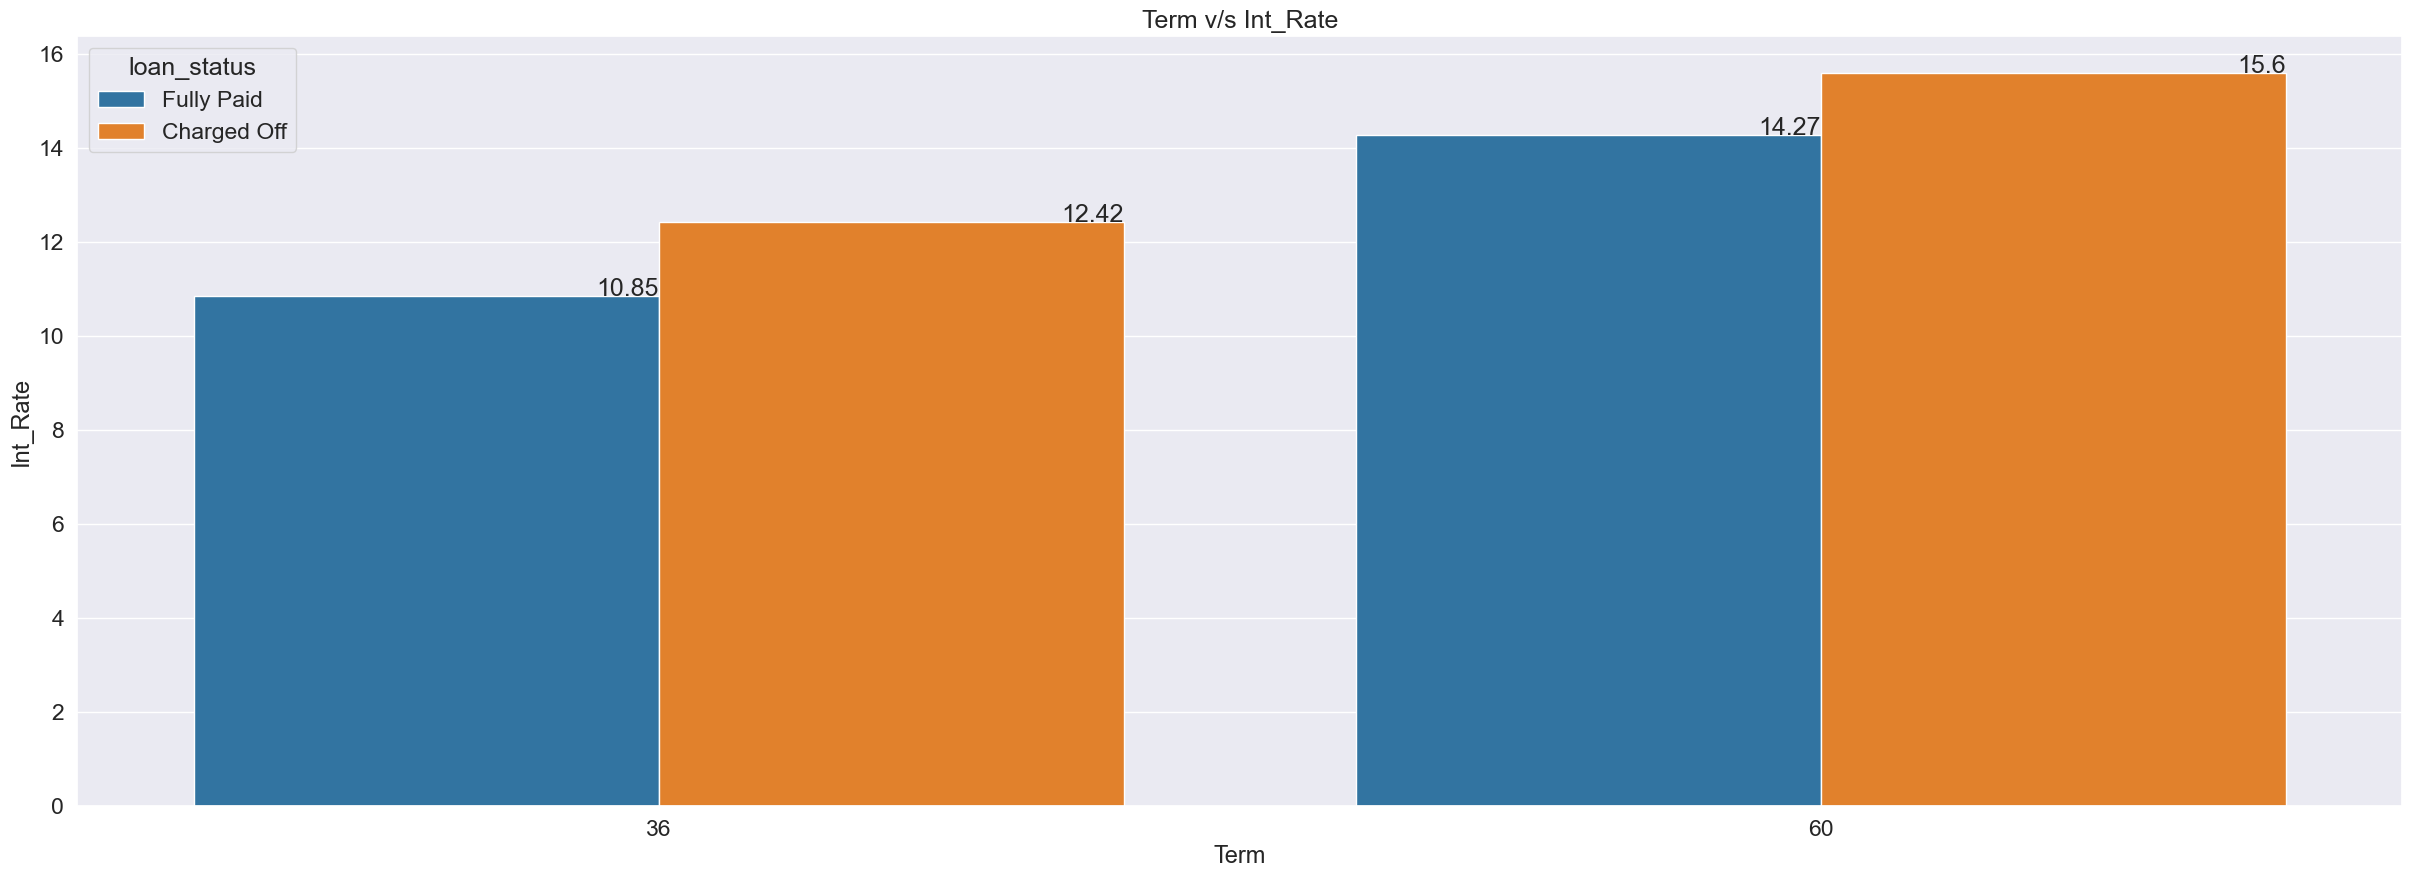 Term v/s Int_Rate
16
14
12
10
8
6
4
2
0
Int_Rate
loan_status
Fully Paid
Charged Off
10.85
12.42
14.27
15.6
36
60
Term